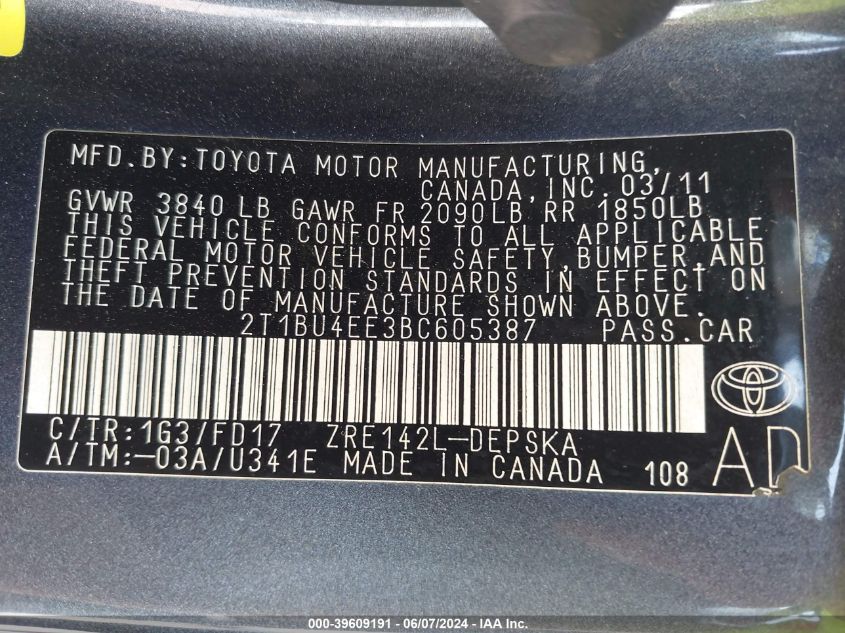 MFD.BY:TOYOTA MOTOR MANUFACTURING,
CANADA,INC. 03/11
GVWR 3840 LB GAWR FR 2090LB RR 1850LB
THIS VEHICLE CONFORMS TO ALL APPLICABLE
FEDERAL MOTOR VEHICLE SAFETY,BUMPER,AND
THEFT PREVENTION STANDARDS IN EFFECT ON
THE DATE OF MANUFACTURE SHOWN ABOVE.
2T1BU4EE3BC605387 PASS.CAR
C/TR:1G3/FD17 ZRE142L-DEPSKA
A/TM:-03A/U341E MADE IN CANADA 108 AD
000-39609191 - 06/07/2024 - IAA Inc.